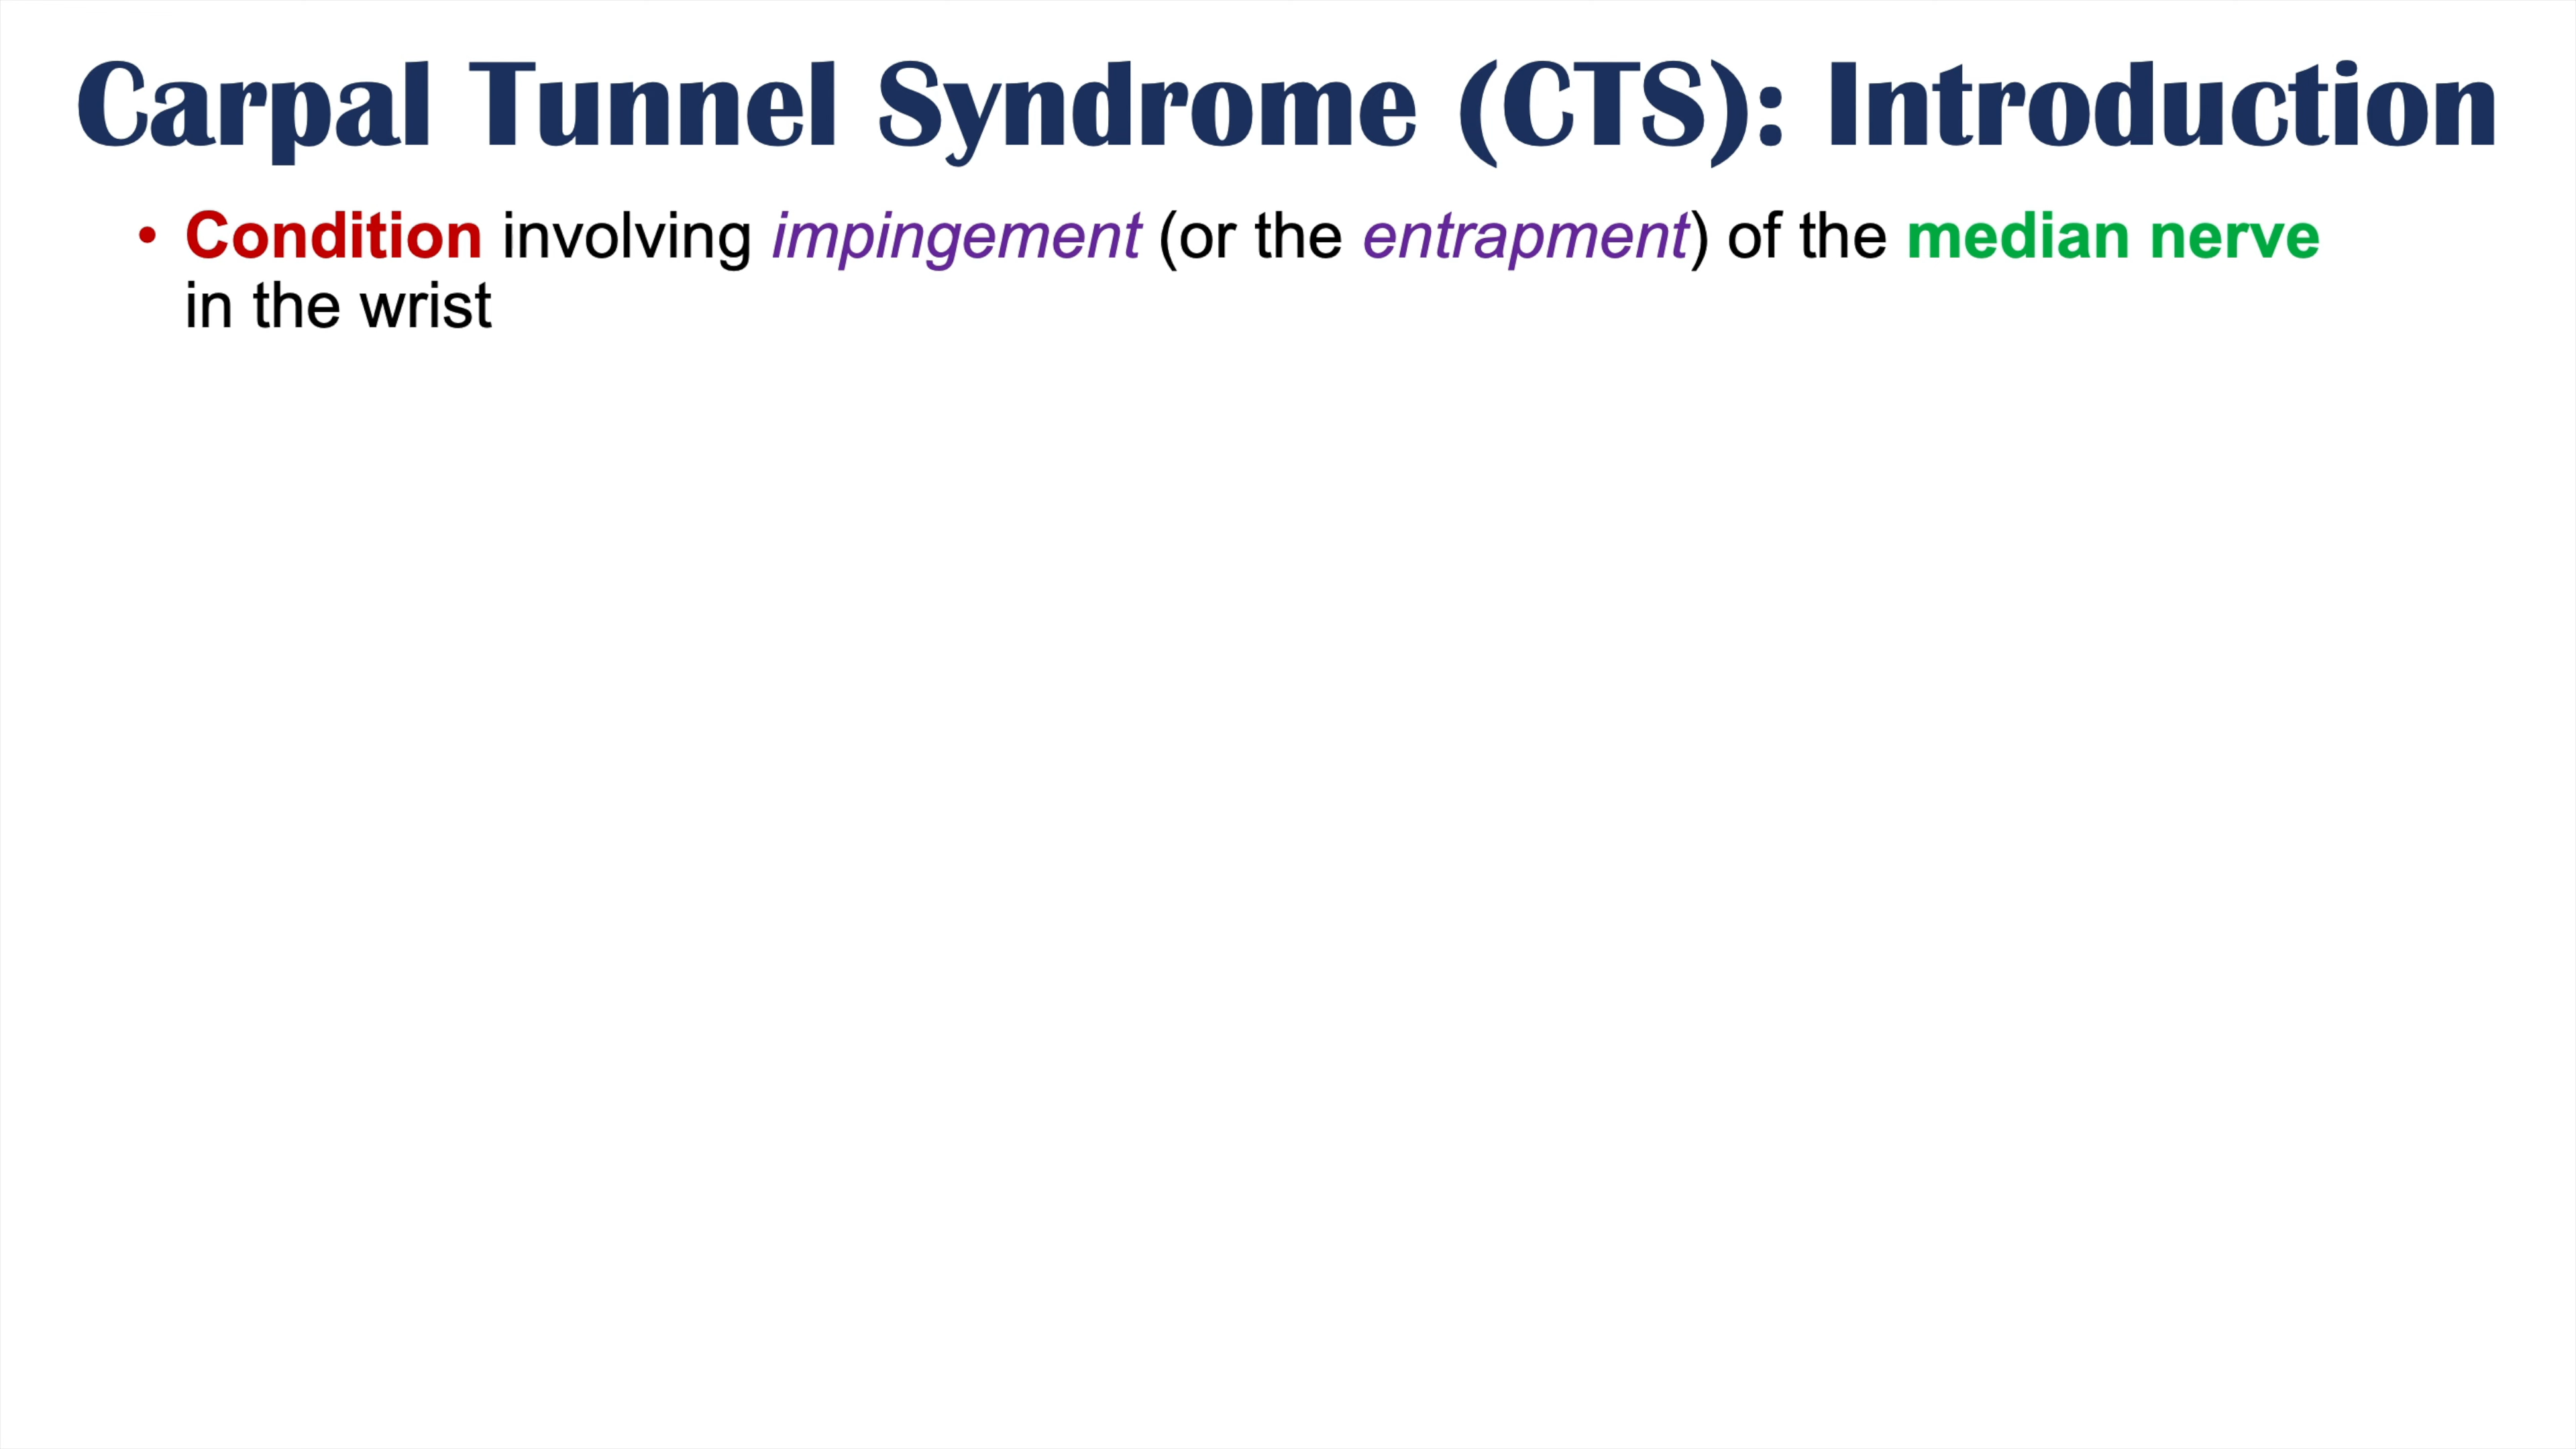 Carpal Tunnel Syndrome (CTS): Introduction
• Condition involving impingement (or the entrapment) of the median nerve
in the wrist